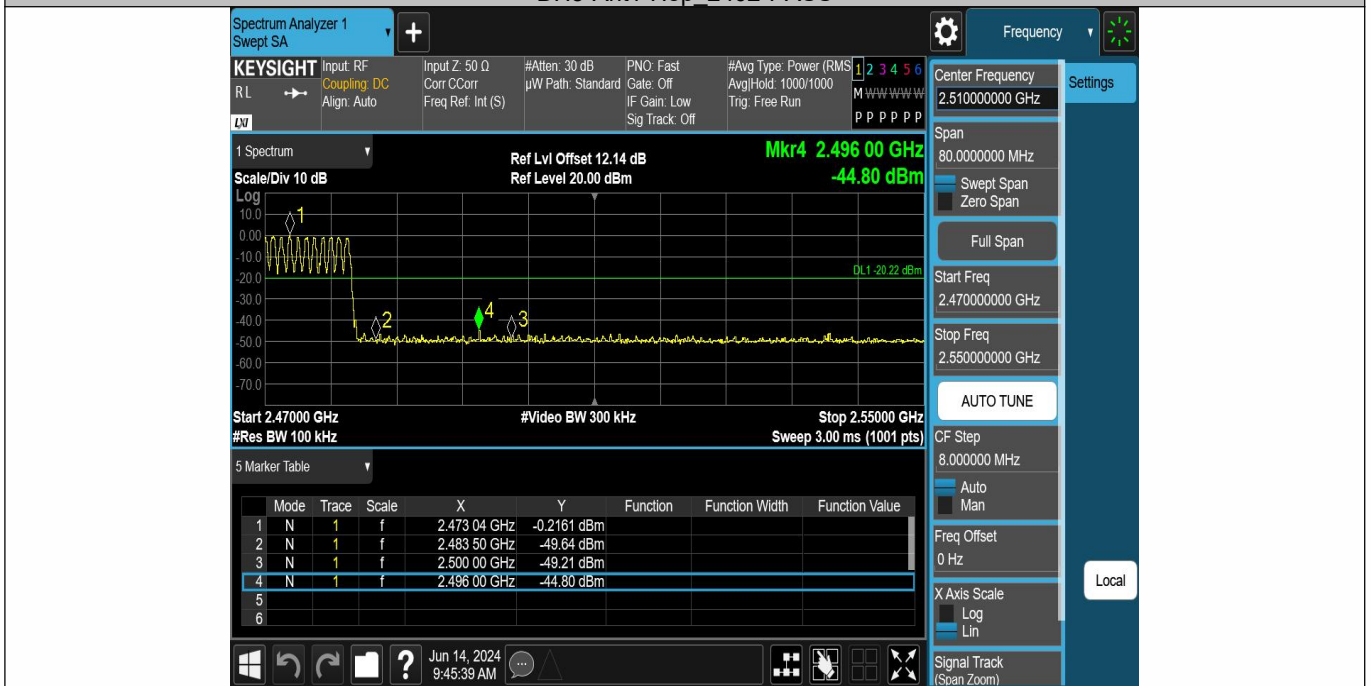 Spectrum Analyzer 1
Swept SA
+
Frequency
KEYSIGHT Input: RF Input Z: 50 Ω #Atten: 30 dB PNO: Fast #Avg Type: Power (RMS 1 2 3 4 5 6
RL Coupling: DC Corr CCorr µW Path: Standard Gate: Off Avg|Hold: 1000/1000 M W W W W W
Align: Auto Freq Ref: Int (S) IF Gain: Low Trig: Free Run
LXI Sig Track: Off P P P P P P
1 Spectrum
Ref Lvl Offset 12.14 dB
Mkr4 2.496 00 GHz
Scale/Div 10 dB
Ref Level 20.00 dBm
-44.80 dBm
Log
10.0
0.00
-10.0
-20.0
-30.0
-40.0
-50.0
-60.0
-70.0
1
2
4
3
DL1 -20.22 dBm
Start 2.47000 GHz #Video BW 300 kHz Stop 2.55000 GHz
#Res BW 100 kHz Sweep 3.00 ms (1001 pts)
5 Marker Table
Mode Trace Scale X Y Function Function Width Function Value
1 N 1 f 2.473 04 GHz -0.2161 dBm
2 N 1 f 2.483 50 GHz -49.64 dBm
3 N 1 f 2.500 00 GHz -49.21 dBm
4 N 1 f 2.496 00 GHz -44.80 dBm
5
6
Jun 14, 2024
9:45:39 AM
Center Frequency
2.510000000 GHz
Settings
Span
80.0000000 MHz
Swept Span
Zero Span
Full Span
Start Freq
2.470000000 GHz
Stop Freq
2.550000000 GHz
AUTO TUNE
CF Step
8.000000 MHz
Auto
Man
Freq Offset
0 Hz
Local
X Axis Scale
Log
Lin
Signal Track
(Span Zoom)